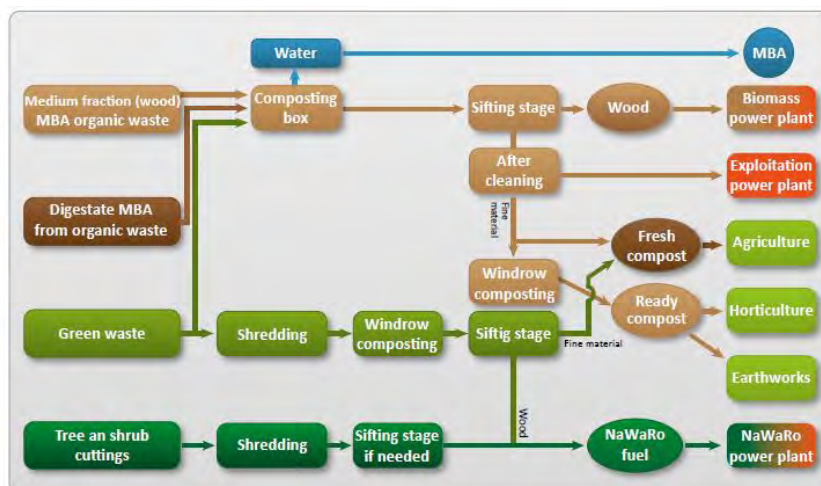 Water
MBA
Medium fraction (wood)
MBA organic waste
Composting
box
Sifting stage
Wood
Biomass
power plant
After
cleaning
Exploitation
power plant
Digestate MBA
from organic waste
Fine
material
Fresh
compost
Agriculture
Windrow
composting
Ready
compost
Horticulture
Green waste
Shredding
Windrow
composting
Siftig stage
Fine material
Earthworks
Wood
Tree an shrub
cuttings
Shredding
Sifting stage
if needed
NaWaRo
fuel
NaWaRo
power plant